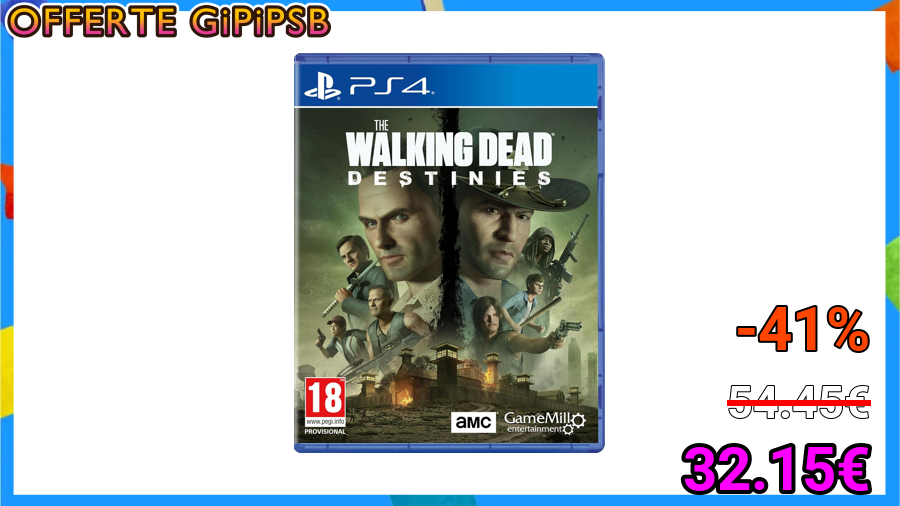 OFFERTE GiPiPSB
PS4
THE
WALKING DEAD
DESTINIES
18
www.pegi.info
PROVISIONAL
amc
GameMill
entertainment
-41%
54.45€
32.15€